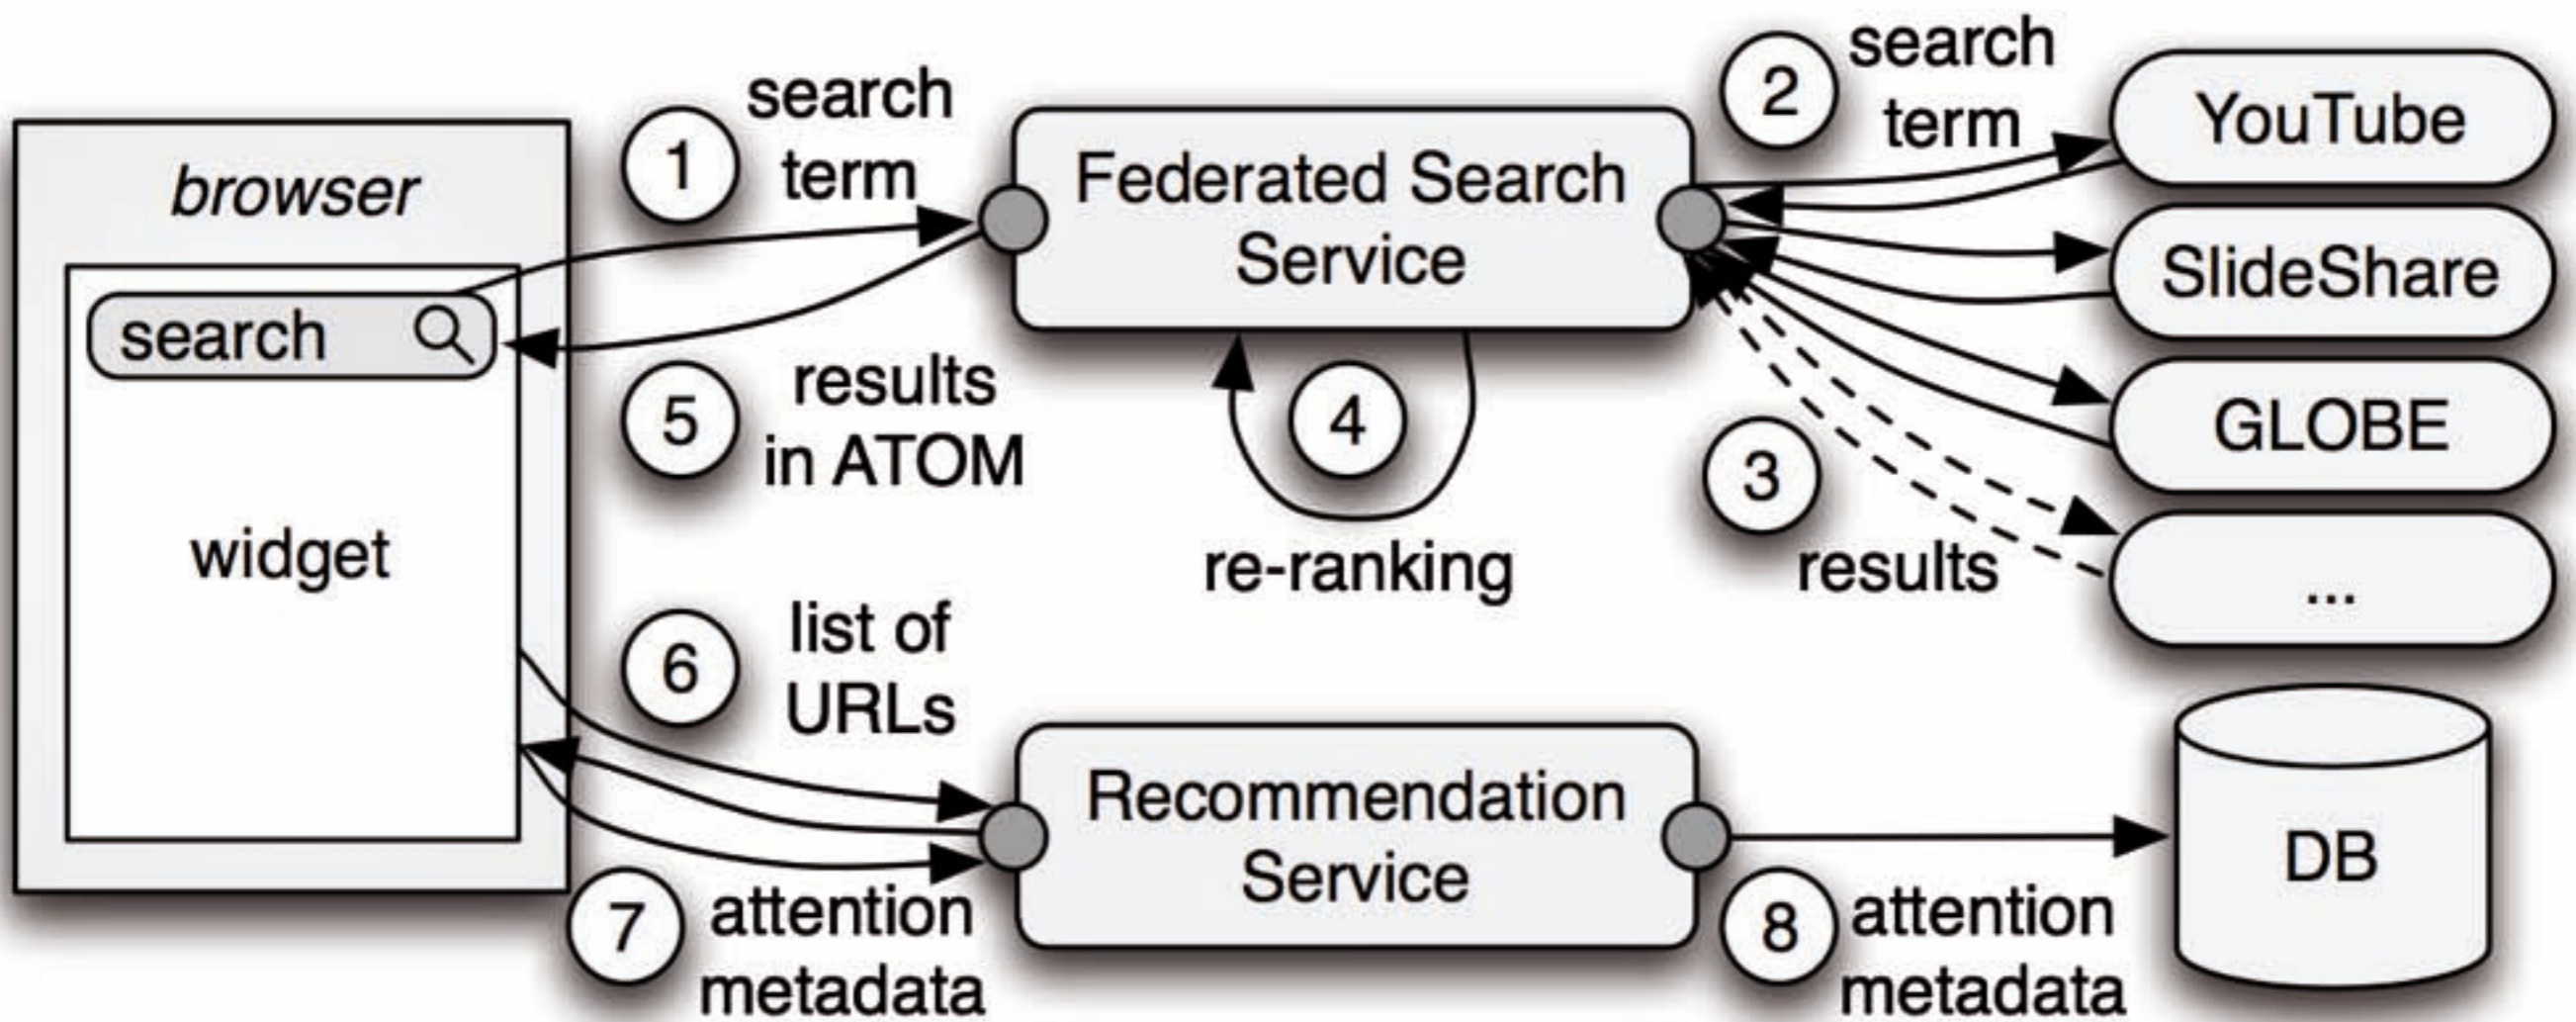 browser
search
widget
1
search
term
Federated Search
Service
2
search
term
YouTube
SlideShare
GLOBE
...
3
results
4
re-ranking
5
results
in ATOM
6
list of
URLs
Recommendation
Service
7
attention
metadata
8
attention
metadata
DB